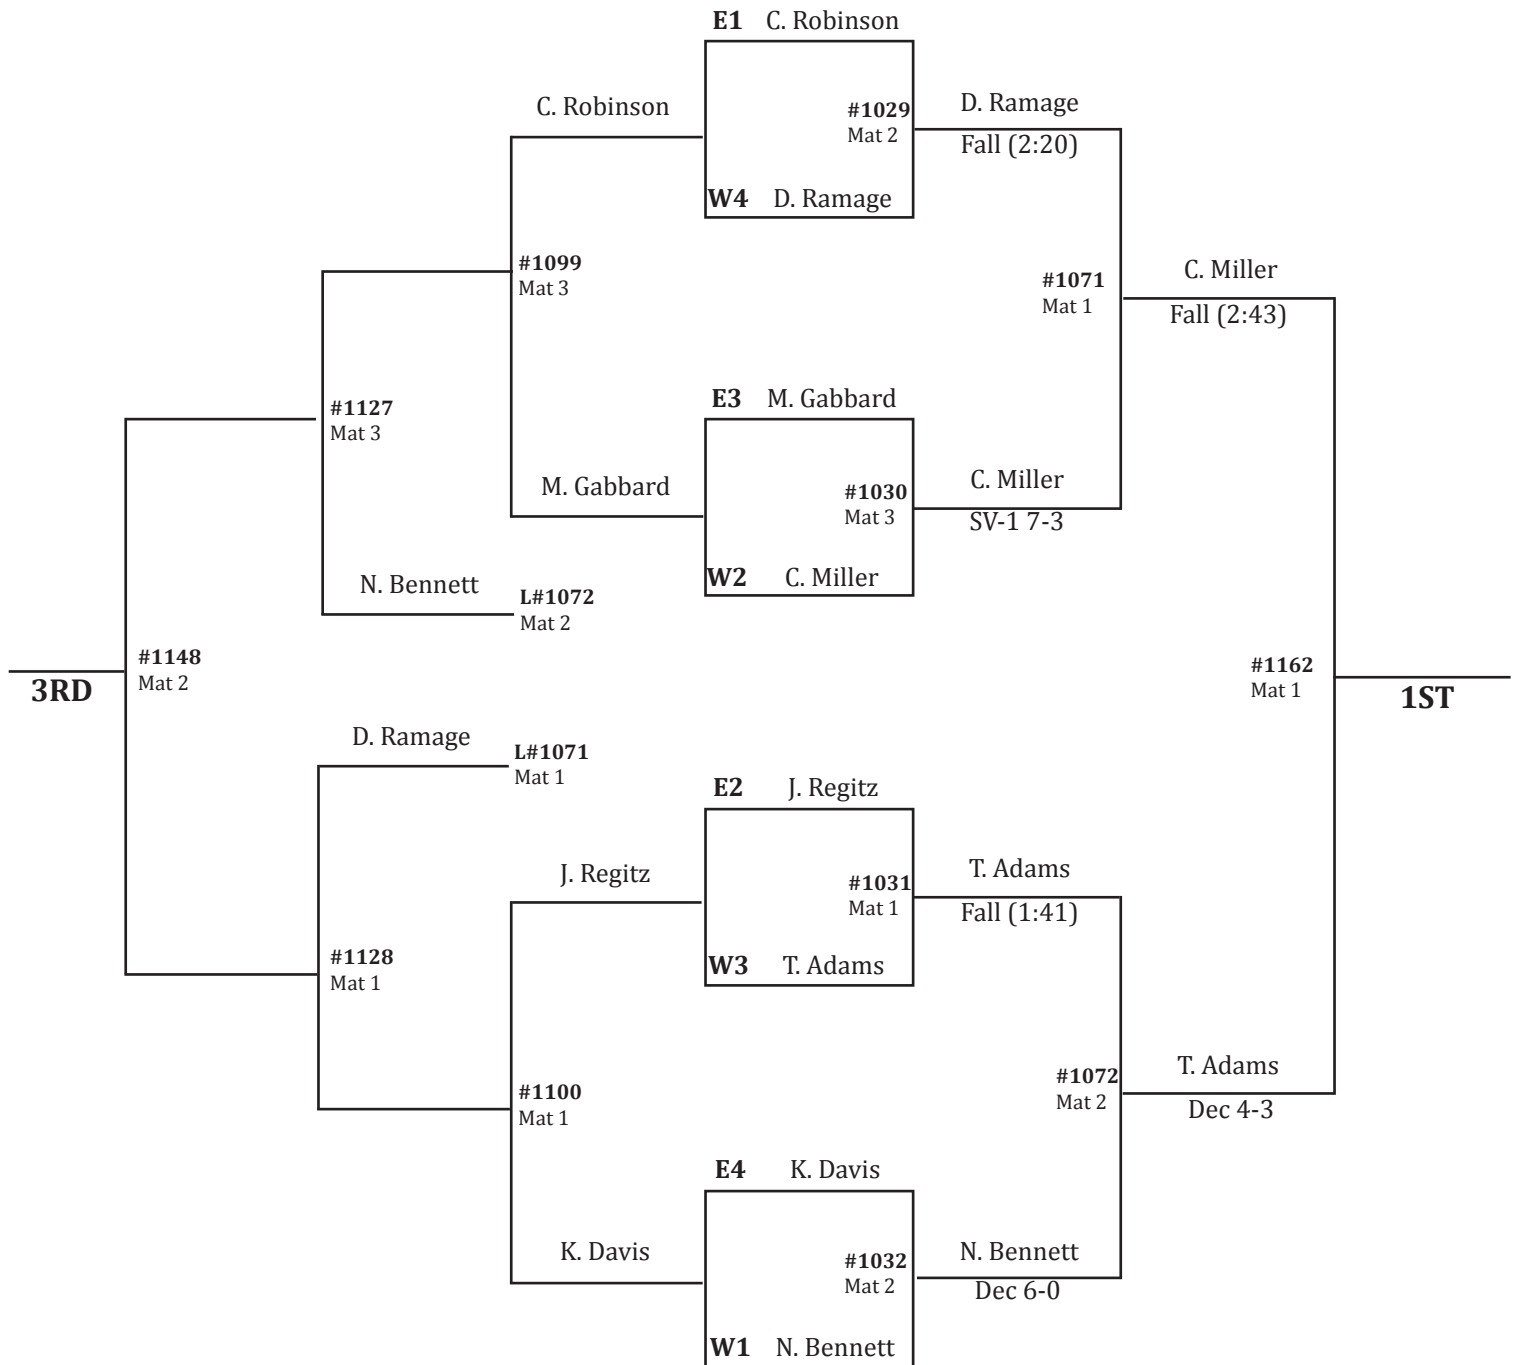 E1 C. Robinson
C. Robinson
#1029
Mat 2
D. Ramage
Fall (2:20)
W4 D. Ramage
#1099
Mat 3
#1071
Mat 1
C. Miller
Fall (2:43)
#1127
Mat 3
E3 M. Gabbard
M. Gabbard
#1030
Mat 3
C. Miller
SV-1 7-3
W2 C. Miller
N. Bennett
L#1072
Mat 2
#1148
Mat 2
3RD
#1162
Mat 1
1ST
D. Ramage
L#1071
Mat 1
E2 J. Regitz
J. Regitz
#1031
Mat 1
T. Adams
Fall (1:41)
W3 T. Adams
#1128
Mat 1
#1100
Mat 1
#1072
Mat 2
T. Adams
Dec 4-3
E4 K. Davis
K. Davis
#1032
Mat 2
N. Bennett
Dec 6-0
W1 N. Bennett